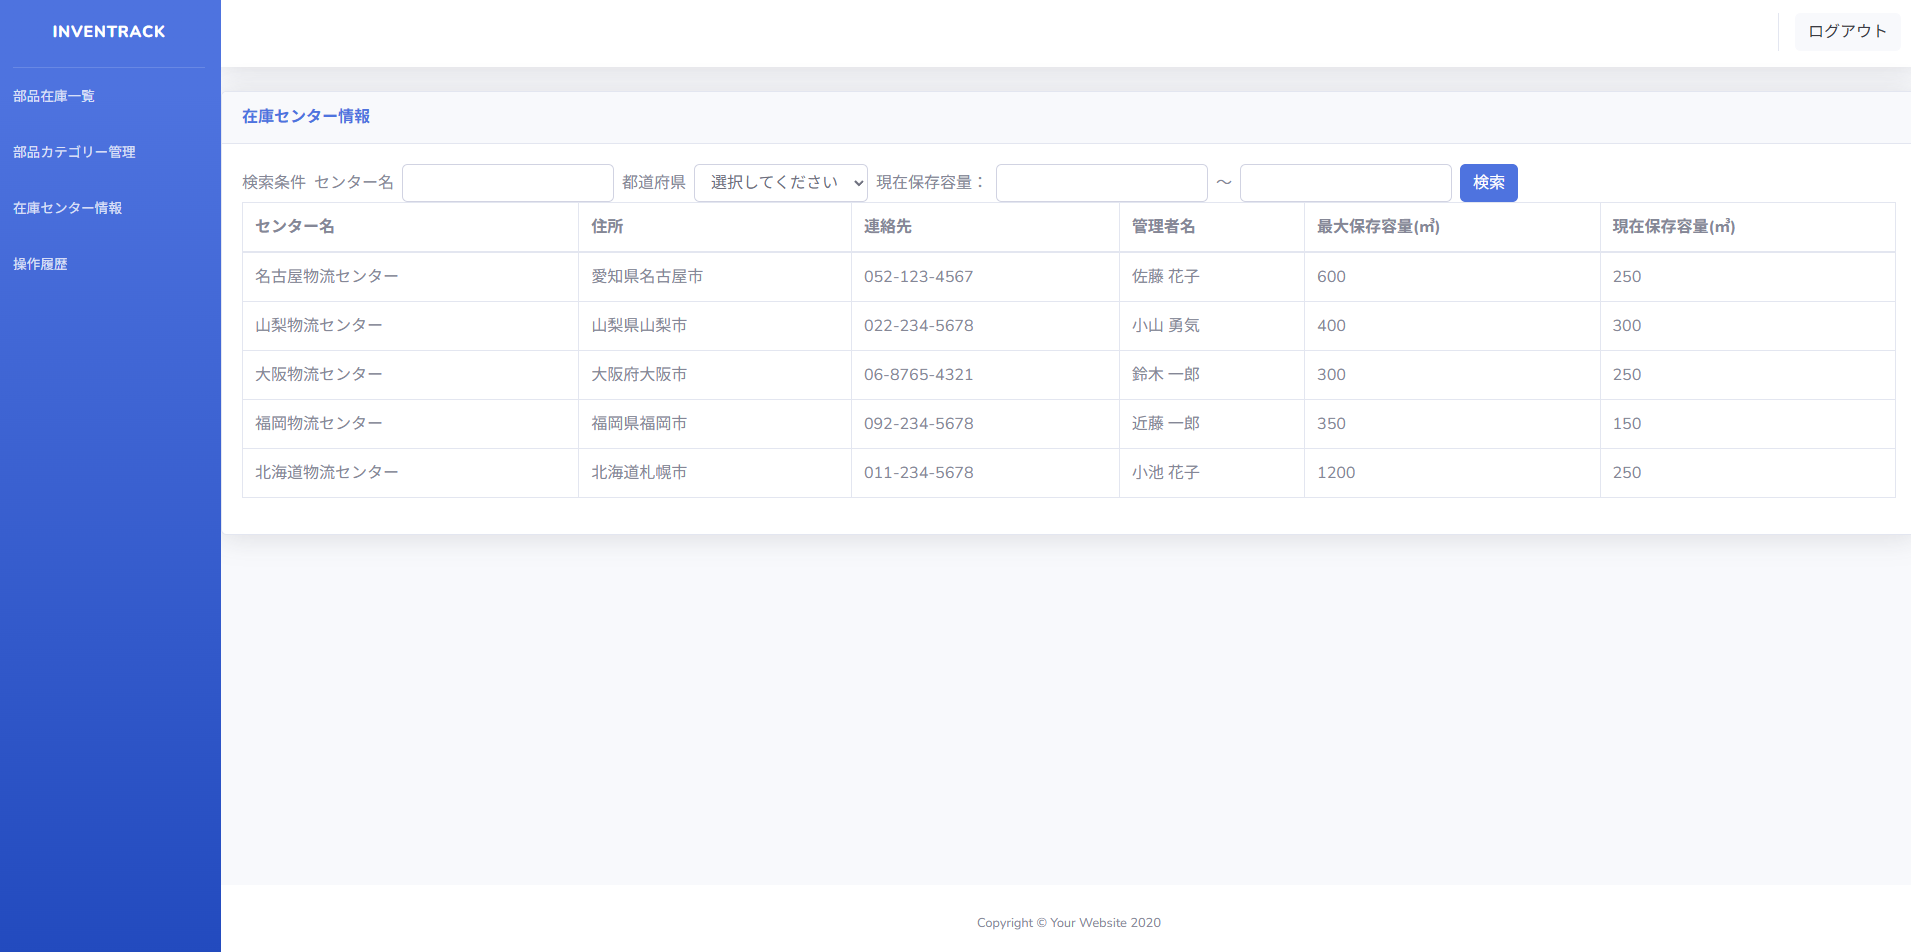 INVENTRACK
ログアウト
部品在庫一覧
部品カテゴリー管理
在庫センター情報
操作履歴
在庫センター情報
検索条件 センター名 都道府県 選択してください 現在保存容量： ～ 検索
センター名 住所 連絡先 管理者名 最大保存容量(㎥) 現在保存容量(㎥)
名古屋物流センター 愛知県名古屋市 052-123-4567 佐藤 花子 600 250
山梨物流センター 山梨県山梨市 022-234-5678 小山 勇気 400 300
大阪物流センター 大阪府大阪市 06-8765-4321 鈴木 一郎 300 250
福岡物流センター 福岡県福岡市 092-234-5678 近藤 一郎 350 150
北海道物流センター 北海道札幌市 011-234-5678 小池 花子 1200 250
Copyright © Your Website 2020